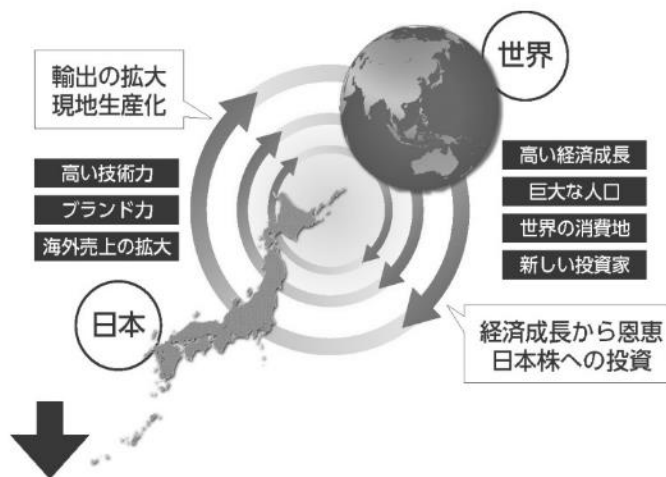 世界
輸出の拡大
現地生産化
高い技術力
ブランド力
海外売上の拡大
高い経済成長
巨大な人口
世界の消費地
新しい投資家
日本
経済成長から恩恵
日本株への投資